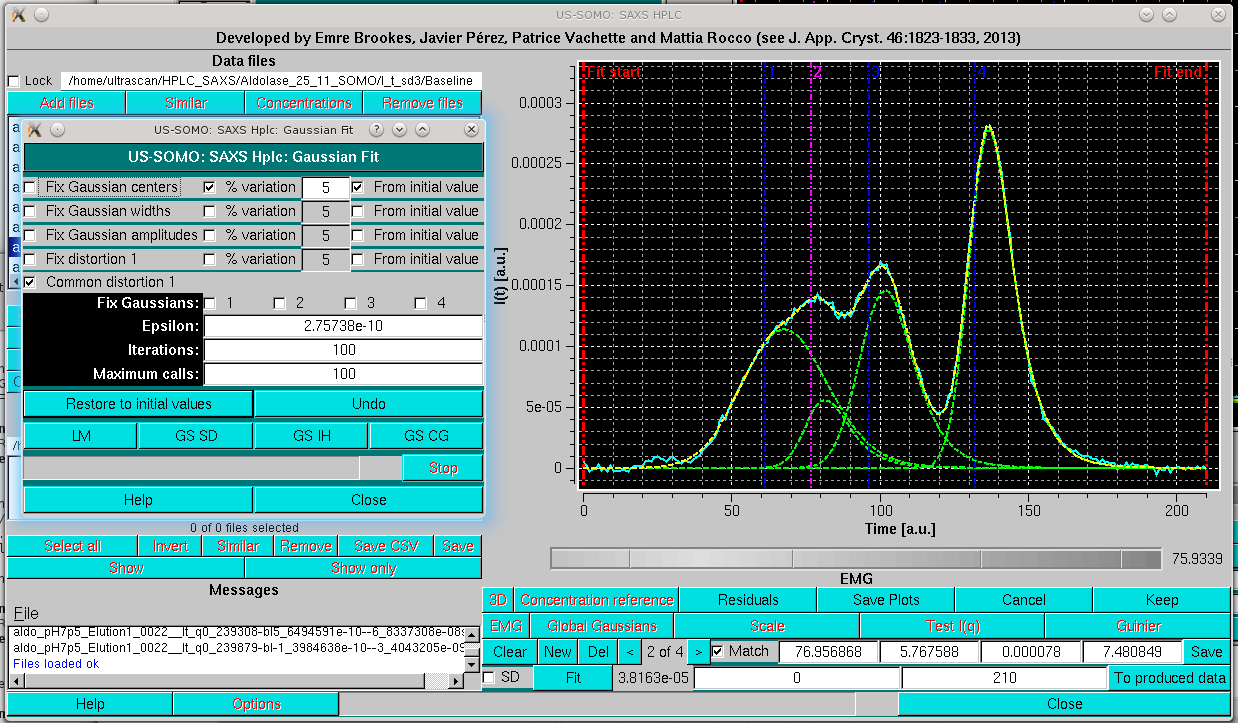 US-SOMO: SAXS HPLC
Developed by Emre Brookes, Javier Pérez, Patrice Vachette and Mattia Rocco (see J. App. Cryst. 46:1823-1833, 2013)
Data files
Lock /home/ultrascan/HPLC_SAXS/Aldolase_25_11_SOMO/I_t_sd3/Baseline
Add files Similar Concentrations Remove files
US-SOMO: SAXS Hplc: Gaussian Fit
US-SOMO: SAXS Hplc: Gaussian Fit
Fix Gaussian centers % variation 5 From initial value
Fix Gaussian widths % variation 5 From initial value
Fix Gaussian amplitudes % variation 5 From initial value
Fix distortion 1 % variation 5 From initial value
Common distortion 1
Fix Gaussians: 1 2 3 4
Epsilon: 2.75738e-10
Iterations: 100
Maximum calls: 100
Restore to initial values Undo
LM GS SD GS IH GS CG
Stop
Help Close
0 of 0 files selected
Select all Invert Similar Remove Save CSV Save
Show Show only
Messages
File
aldo_pH7p5_Elution1_0022__It_q0_239308-bl-5_6494591e-10--6_8337308e-08s
aldo_pH7p5_Elution1_0022__It_q0_239879-bl-1_3984638e-10--3_4043205e-09
Files loaded ok
Help Options
Fit start 1 2 3 4 Fit end
I(t) [a.u.]
0.0003
0.00025
0.0002
0.00015
0.0001
5e-05
0
0 50 100 150 200
Time [a.u.]
75.9339
EMG
3D Concentration reference Residuals Save Plots Cancel Keep
EMG Global Gaussians Scale Test I(q) Guinier
Clear New Del < 2 of 4 > Match 76.956868 5.767588 0.000078 7.480849 Save
SD Fit 3.8163e-05 0 210 To produced data
Close